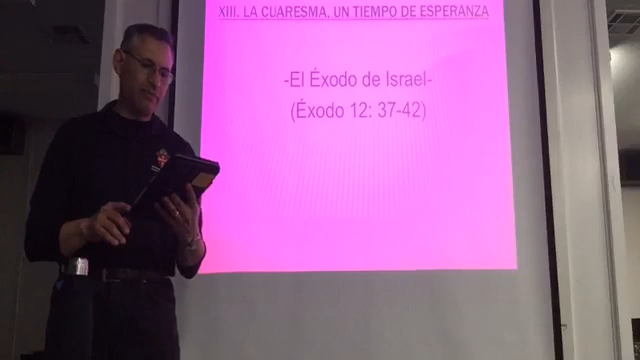 XIII. LA CUARESMA, UN TIEMPO DE ESPERANZA
-El Éxodo de Israel-
(Éxodo 12: 37-42)